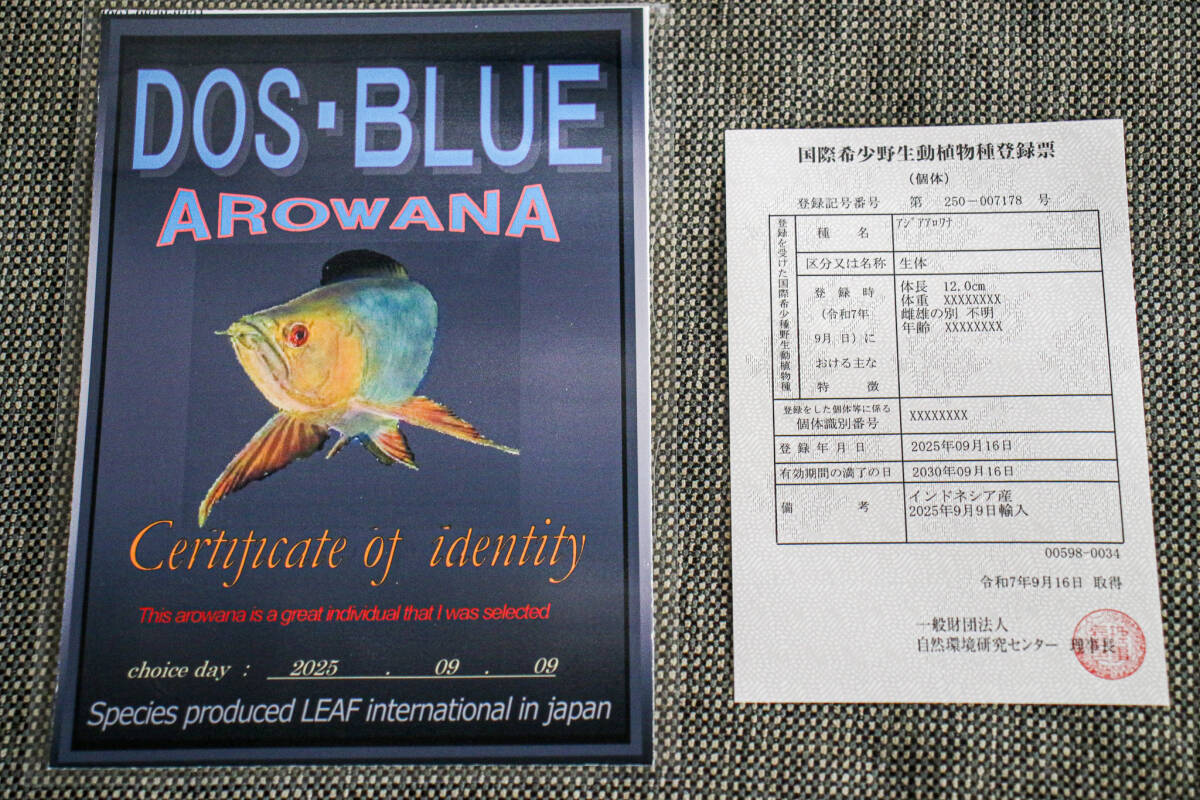 DOS・BLUE
AROWANA
Certificate of identity
This arowana is a great individual that I was selected
choice day : 2025 . 09 . 09
Species produced LEAF international in japan
国際希少野生動植物種登録票
(個体)
登録記号番号 第 250-007178 号
登録を受けた国際希少野生動植物種
種 名 アジアアロワナ
区分又は名称 生体
登 録 時
(令和7年
9月 日)に
おける主な
特 徴
体長 12.0cm
体重 XXXXXXXX
雌雄の別 不明
年齢 XXXXXXXX
登録をした個体等に係る
個体識別番号 XXXXXXXX
登 録 年 月 日 2025年09月16日
有効期間の満了の日 2030年09月16日
備 考 インドネシア産
2025年9月9日輸入
00598-0034
令和7年9月16日 取得
一般財団法人
自然環境研究センター 理事長